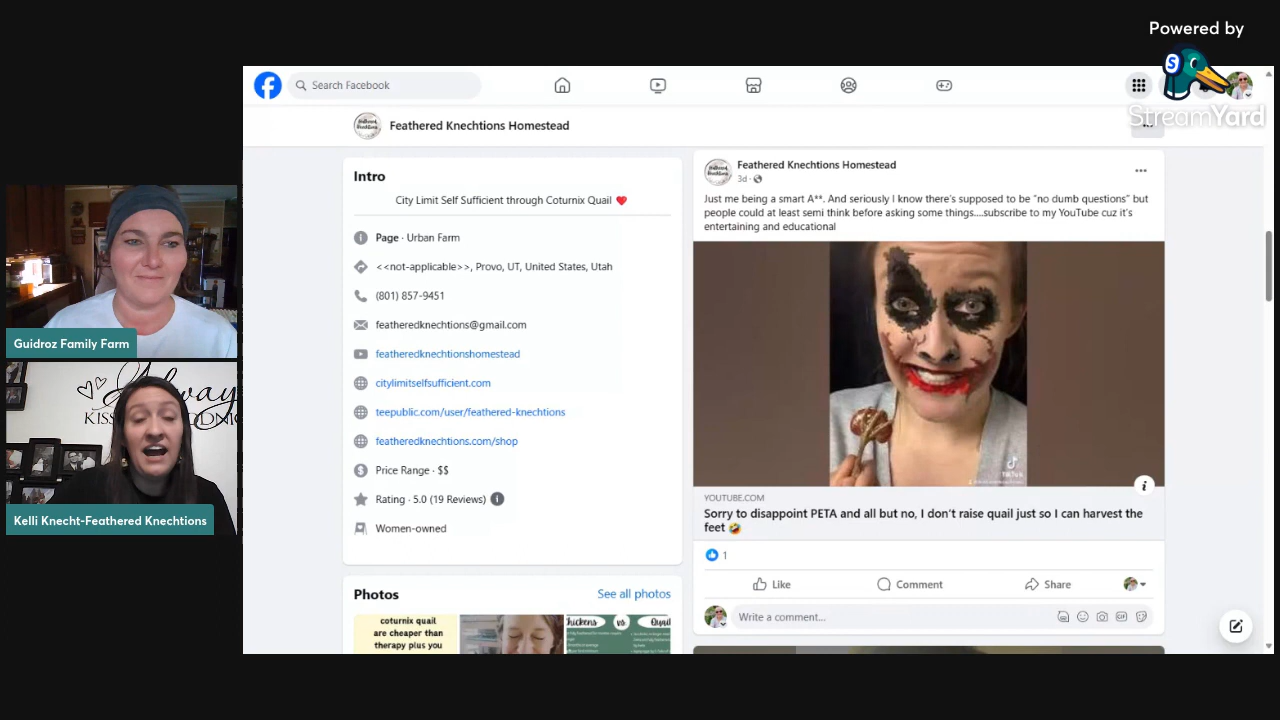 Powered by
StreamYard
Search Facebook
Feathered Knechtions Homestead
Intro
City Limit Self Sufficient through Coturnix Quail ❤️
Page · Urban Farm
<<not-applicable>>, Provo, UT, United States, Utah
(801) 857-9451
featheredknechtions@gmail.com
featheredknechtionshomestead
citylimitselfsufficient.com
teepublic.com/user/feathered-knechtions
featheredknechtions.com/shop
Price Range · $$
Rating · 5.0 (19 Reviews)
Women-owned
Photos
See all photos
coturnix quail
are cheaper than
therapy plus you
vs
Feathered Knechtions Homestead
3d ·
Just me being a smart A**. And seriously I know there's supposed to be "no dumb questions" but
people could at least semi think before asking some things....subscribe to my YouTube cuz it's
entertaining and educational
TikTok
YOUTUBE.COM
Sorry to disappoint PETA and all but no, I don't raise quail just so I can harvest the
feet 🤣
1
Like
Comment
Share
Write a comment...
Guidroz Family Farm
Always
KISS
Kelli Knecht-Feathered Knechtions